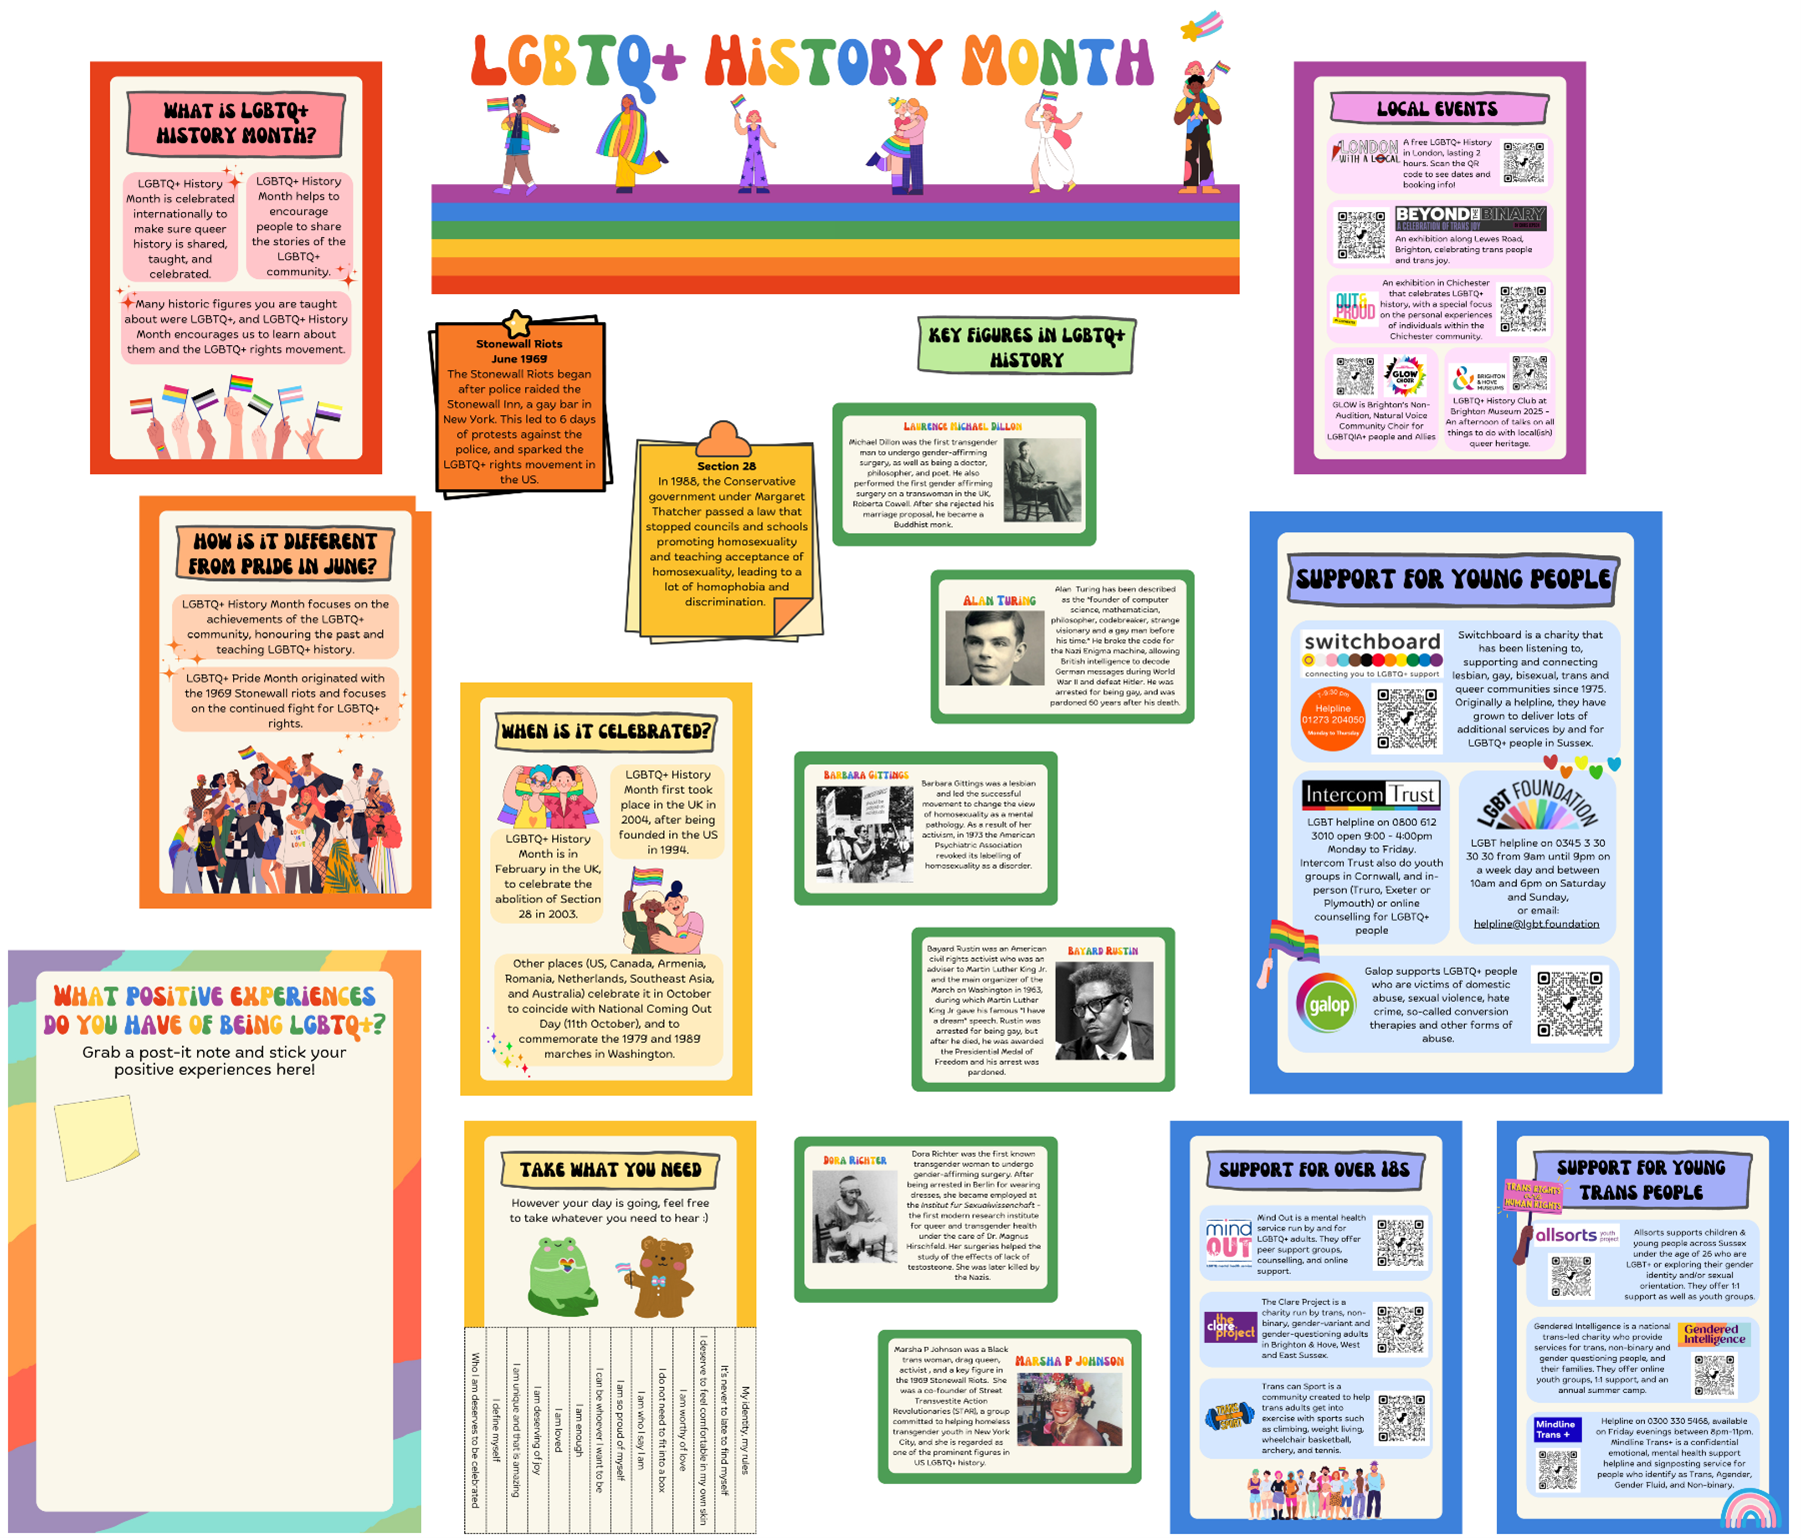 LGBTQ+ HISTORY MONTH
WHAT IS LGBTQ+
HISTORY MONTH?
LGBTQ+ History
Month is celebrated
internationally to
make sure queer
history is shared,
taught, and
celebrated.
LGBTQ+ History
Month helps to
encourage
people to share
the stories of the
LGBTQ+
community.
Many historic figures you are taught
about were LGBTQ+, and LGBTQ+ History
Month encourages us to learn about
them and the LGBTQ+ rights movement.
HOW IS IT DIFFERENT
FROM PRIDE IN JUNE?
LGBTQ+ History Month focuses on the
achievements of the LGBTQ+
community, honouring the past and
teaching LGBTQ+ history.
LGBTQ+ Pride Month originated with
the 1969 Stonewall riots and focuses
on the continued fight for LGBTQ+
rights.
WHAT POSITIVE EXPERIENCES
DO YOU HAVE OF BEING LGBTQ+?
Grab a post-it note and stick your
positive experiences here!
Stonewall Riots
June 1969
The Stonewall Riots began
after police raided the
Stonewall Inn, a gay bar in
New York. This led to 6 days
of protests against the
police, and sparked the
LGBTQ+ rights movement in
the US.
Section 28
In 1988, the Conservative
government under Margaret
Thatcher passed a law that
stopped councils and schools
promoting homosexuality
and teaching acceptance of
homosexuality, leading to a
lot of homophobia and
discrimination.
WHEN IS IT CELEBRATED?
LGBTQ+ History
Month first took
place in the UK in
2004, after being
founded in the US
in 1994.
LGBTQ+ History
Month is in
February in the UK,
to celebrate the
abolition of Section
28 in 2003.
Other places (US, Canada, Armenia,
Romania, Netherlands, Southeast Asia,
and Australia) celebrate it in October
to coincide with National Coming Out
Day (11th October), and to
commemorate the 1979 and 1989
marches in Washington.
TAKE WHAT YOU NEED
However your day is going, feel free
to take whatever you need to hear :)
Who I am deserves to be celebrated
I define myself
I am unique and that is amazing
I am deserving of joy
I am loved
I am enough
I can be whoever I want to be
I am so proud of myself
I am who I say I am
I do not need to fit into a box
I am worthy of love
I deserve to feel comfortable in my own skin
It's never to late to find myself
My identity, my rules
KEY FIGURES IN LGBTQ+
HISTORY
LAURENCE MICHAEL DILLON
Michael Dillon was the first transgender
man to undergo gender-affirming
surgery, as well as being a doctor,
philosopher, and poet. He also
performed the first gender affirming
surgery on a transwoman in the UK,
Roberta Cowell. After she rejected his
marriage proposal, he became a
Buddhist monk.
ALAN TURING
Alan Turing has been described
as the "founder of computer
science, mathematician,
philosopher, codebreaker, strange
visionary and a gay man before
his time." He broke the code for
the Nazi Enigma machine, allowing
British intelligence to decode
German messages during World
War II and defeat Hitler. He was
arrested for being gay, and was
pardoned 60 years after his death.
BARBARA GITTINGS
Barbara Gittings was a lesbian
and led the successful
movement to change the view
of homosexuality as a mental
pathology. As a result of her
activism, in 1973 the American
Psychiatric Association
revoked its labelling of
homosexuality as a disorder.
BAYARD RUSTIN
Bayard Rustin was an American
civil rights activist who was an
adviser to Martin Luther King Jr.
and the main organizer of the
March on Washington in 1963,
during which Martin Luther
King Jr gave his famous "I have
a dream" speech. Rustin was
arrested for being gay, but
after he died, he was awarded
the Presidential Medal of
Freedom and his arrest was
pardoned.
DORA RICHTER
Dora Richter was the first known
transgender woman to undergo
gender-affirming surgery. After
being arrested in Berlin for wearing
dresses, she became employed at
the Institut fur Sexualwissenchaft -
the first modern research institute
for queer and transgender health
under the care of Dr. Magnus
Hirschfeld. Her surgeries helped the
study of the effects of lack of
testosteone. She was later killed by
the Nazis.
MARSHA P JOHNSON
Marsha P Johnson was a Black
trans woman, drag queen,
activist, and a key figure in
the 1969 Stonewall Riots. She
was a co-founder of Street
Transvestite Action
Revolutionaries (STAR), a group
committed to helping homeless
transgender youth in New York
City, and she is regarded as
one of the prominent figures in
US LGBTQ+ history.
LOCAL EVENTS
LONDON
WITH A LOCAL
A free LGBTQ+ History
in London, lasting 2
hours. Scan the QR
code to see dates and
booking info!
BEYOND THE BINARY
A CELEBRATION OF TRANS JOY
An exhibition along Lewes Road,
Brighton, celebrating trans people
and trans joy.
OUT &
PROUD
An exhibition in Chichester
that celebrates LGBTQ+
history, with a special focus
on the personal experiences
of individuals within the
Chichester community.
GLOW
CHOIR
GLOW is Brighton's Non-
Audition, Natural Voice
Community Choir for
LGBTQIA+ people and Allies
BRIGHTON
& HOVE
MUSEUMS
LGBTQ+ History Club at
Brighton Museum 2025 -
An afternoon of talks on all
things to do with local(ish)
queer heritage.
SUPPORT FOR YOUNG PEOPLE
switchboard
connecting you to LGBTQ+ support
7-9:30 pm
Helpline
01273 204050
Monday to Thursday
Switchboard is a charity that
has been listening to,
supporting and connecting
lesbian, gay, bisexual, trans and
queer communities since 1975.
Originally a helpline, they have
grown to deliver lots of
additional services by and for
LGBTQ+ people in Sussex.
Intercom Trust
LGBT helpline on 0800 612
3010 open 9:00 - 4:00pm
Monday to Friday.
Intercom Trust also do youth
groups in Cornwall, and in-
person (Truro, Exeter or
Plymouth) or online
counselling for LGBTQ+
people
LGBT FOUNDATION
LGBT helpline on 0345 3 30
30 30 from 9am until 9pm on
a week day and between
10am and 6pm on Saturday
and Sunday,
or email:
helpline@lgbt.foundation
galop
Galop supports LGBTQ+ people
who are victims of domestic
abuse, sexual violence, hate
crime, so-called conversion
therapies and other forms of
abuse.
SUPPORT FOR OVER 18S
mind
OUT
Mind Out is a mental health
service run by and for
LGBTQ+ adults. They offer
peer support groups,
counselling, and online
support.
the
clare
project
The Clare Project is a
charity run by trans, non-
binary, gender-variant and
gender-questioning adults
in Brighton & Hove, West
and East Sussex.
Trans can Sport is a
community created to help
trans adults get into
exercise with sports such
as climbing, weight living,
wheelchair basketball,
archery, and tennis.
SUPPORT FOR YOUNG
TRANS PEOPLE
TRANS RIGHTS
HUMAN RIGHTS
allsorts youth
project
Allsorts supports children &
young people across Sussex
under the age of 26 who are
LGBT+ or exploring their gender
identity and/or sexual
orientation. They offer 1:1
support as well as youth groups.
Gendered Intelligence is a national
trans-led charity who provide
services for trans, non-binary and
gender questioning people, and
their families. They offer online
youth groups, 1:1 support, and an
annual summer camp.
Gendered
Intelligence
Mindline
Trans +
Helpline on 0300 330 5468, available
on Friday evenings between 8pm-11pm.
Mindline Trans+ is a confidential
emotional, mental health support
helpline and signposting service for
people who identify as Trans, Agender,
Gender Fluid, and Non-binary.